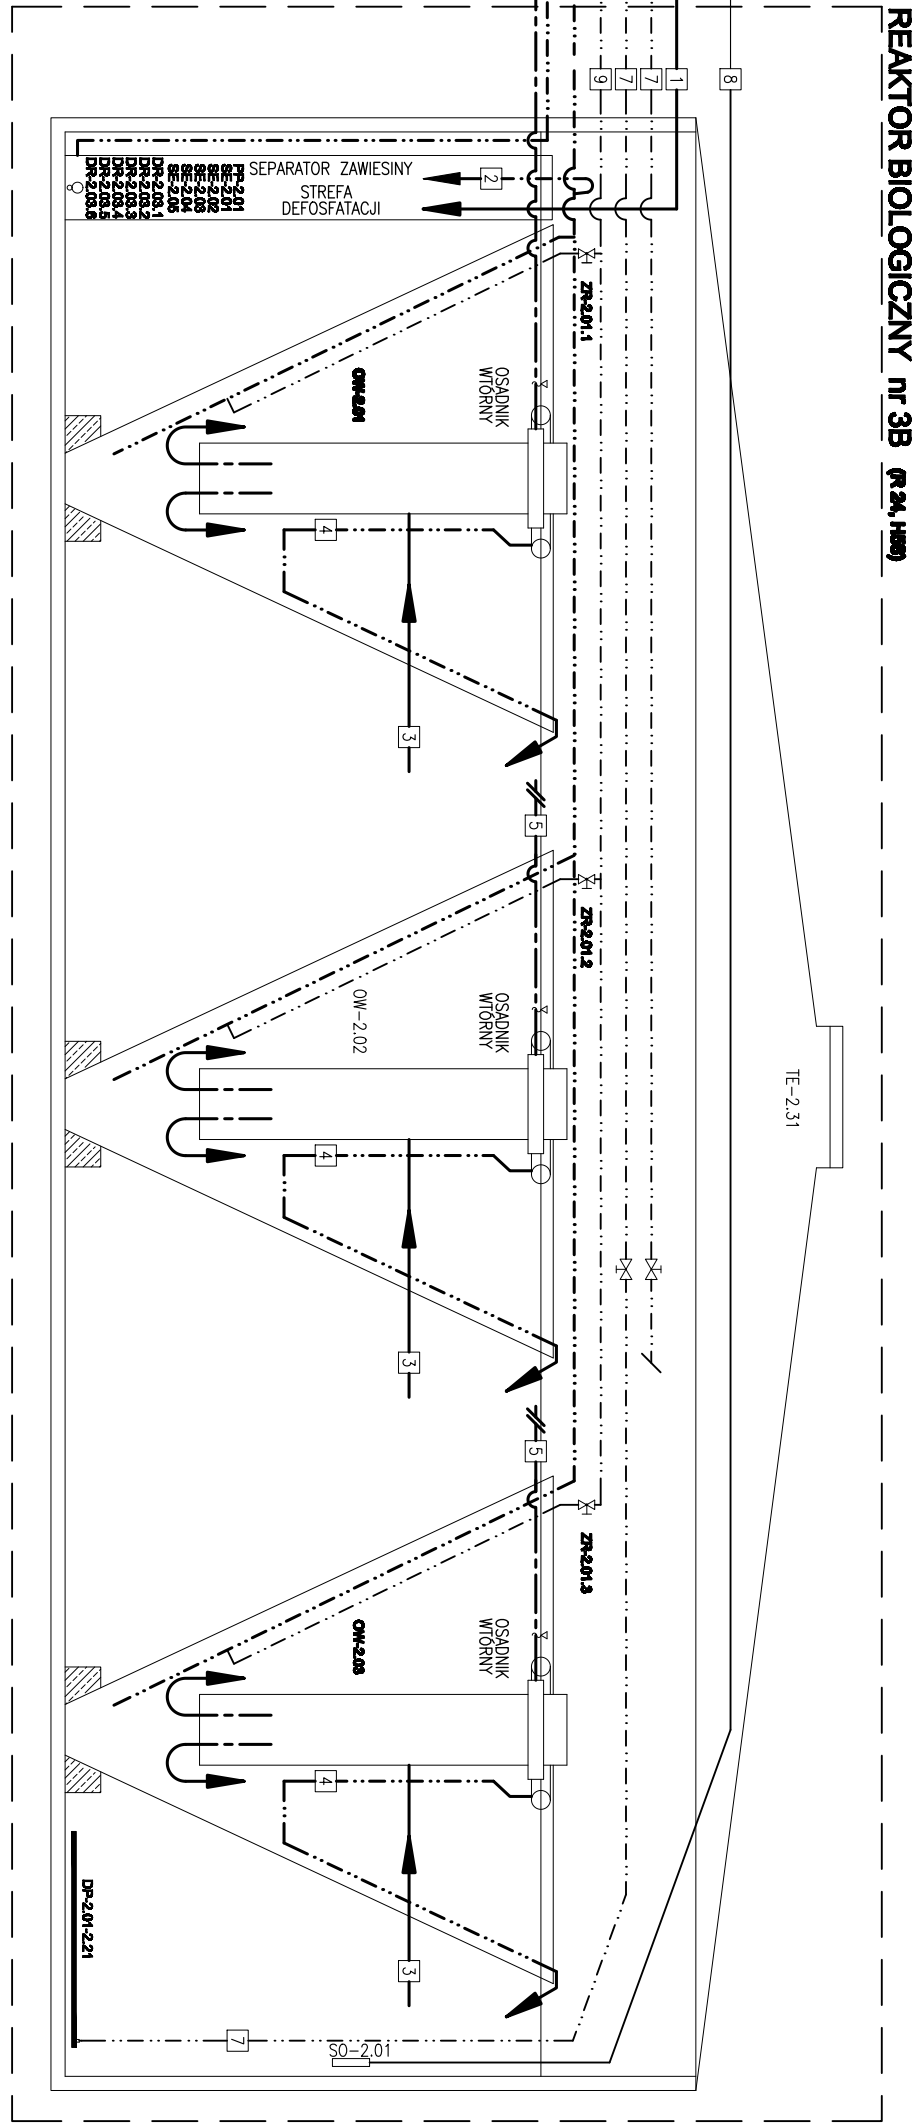 REAKTOR BIOLOGICZNY nr 3B (R 24, H56)
9
7
7
1
8
SEPARATOR ZAWIESINY
STREFA
DEFOSFATACJI
2
PP-2.01
SE-2.01
SE-2.02
SE-2.03
SE-2.04
SE-2.05
DR-2.03.1
DR-2.03.2
DR-2.03.3
DR-2.03.4
DR-2.03.5
DR-2.03.6
ZR-2.01.1
OSADNIK
WTÓRNY
OW-2.01
4
3
5
ZR-2.01.2
OSADNIK
WTÓRNY
OW-2.02
TE-2.31
4
3
5
ZR-2.01.3
OSADNIK
WTÓRNY
OW-2.03
4
3
DP-2.01-2.21
7
SO-2.01